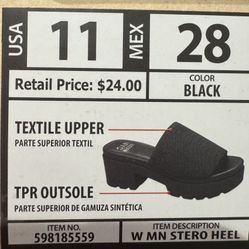 USA 11 MEX 28
Retail Price: $24.00
COLOR
BLACK
TEXTILE UPPER
PARTE SUPERIOR TEXTIL
TPR OUTSOLE
PARTE SUPERIOR DE GAMUZA SINTÉTICA
ITEM NO.
598185559
ITEM DESCRIPTION
W MN STERO HEEL